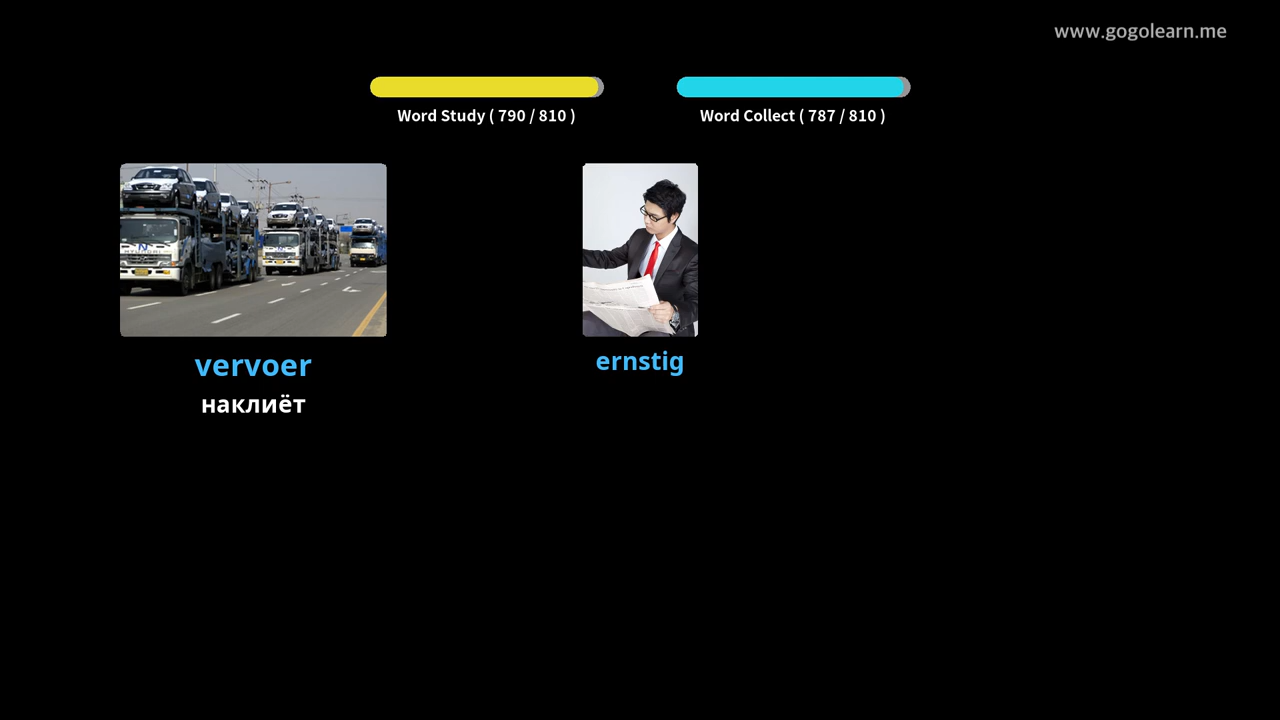 www.gogolearn.me
Word Study ( 790 / 810 )
Word Collect ( 787 / 810 )
vervoer
наклиёт
ernstig